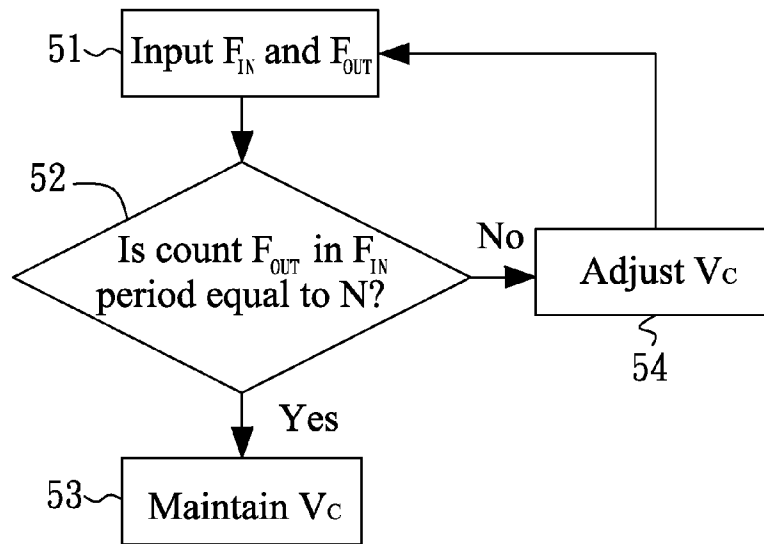 51
Input F_IN and F_OUT
52
Is count F_OUT in F_IN
period equal to N?
No
Adjust Vc
54
Yes
53
Maintain Vc